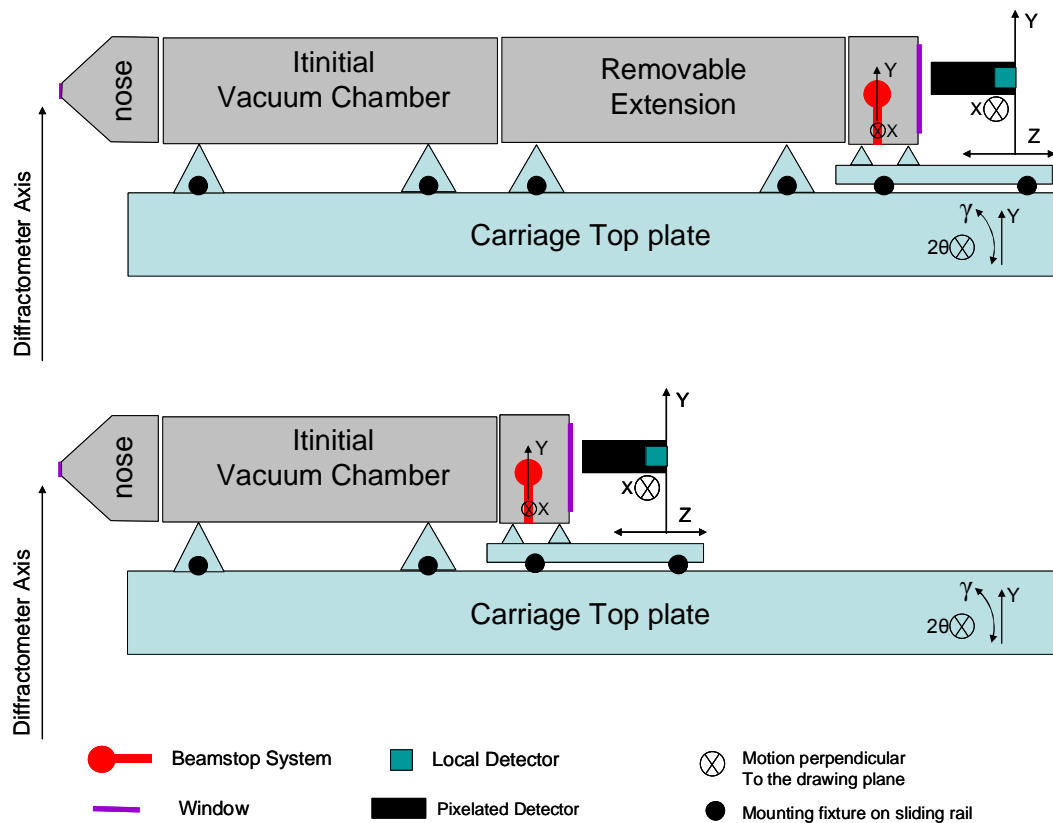 Y
nose
Itinitial
Vacuum Chamber
Removable
Extension
Y
X
X
Z
Diffractometer Axis
Carriage Top plate
γ
Y
2θ
Y
nose
Itinitial
Vacuum Chamber
Y
X
X
Z
Diffractometer Axis
Carriage Top plate
γ
Y
2θ
Beamstop System
Local Detector
Motion perpendicular
To the drawing plane
Window
Pixelated Detector
Mounting fixture on sliding rail